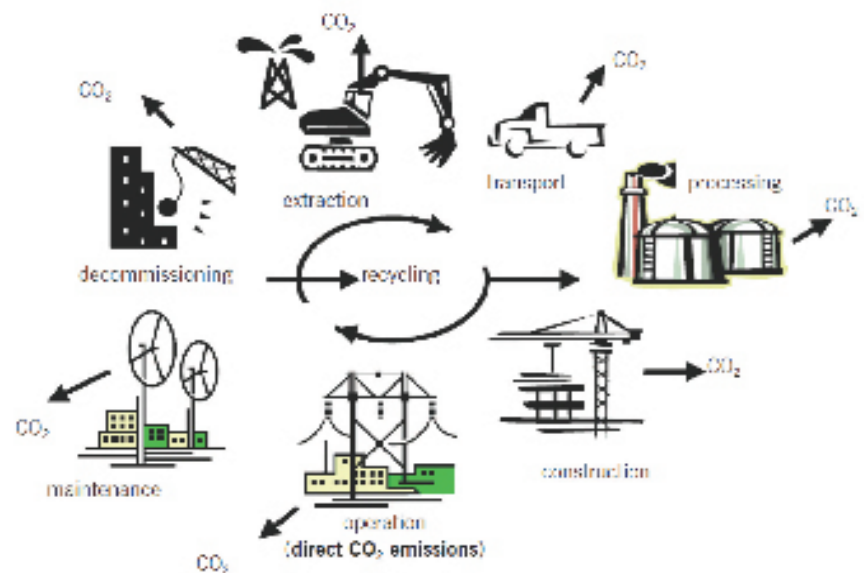 CO₂
CO₂
CO₂
extraction
transport
processing
CO₂
decommissioning
recycling
CO₂
CO₂
maintenance
construction
operation
(direct CO₂ emissions)
CO₂